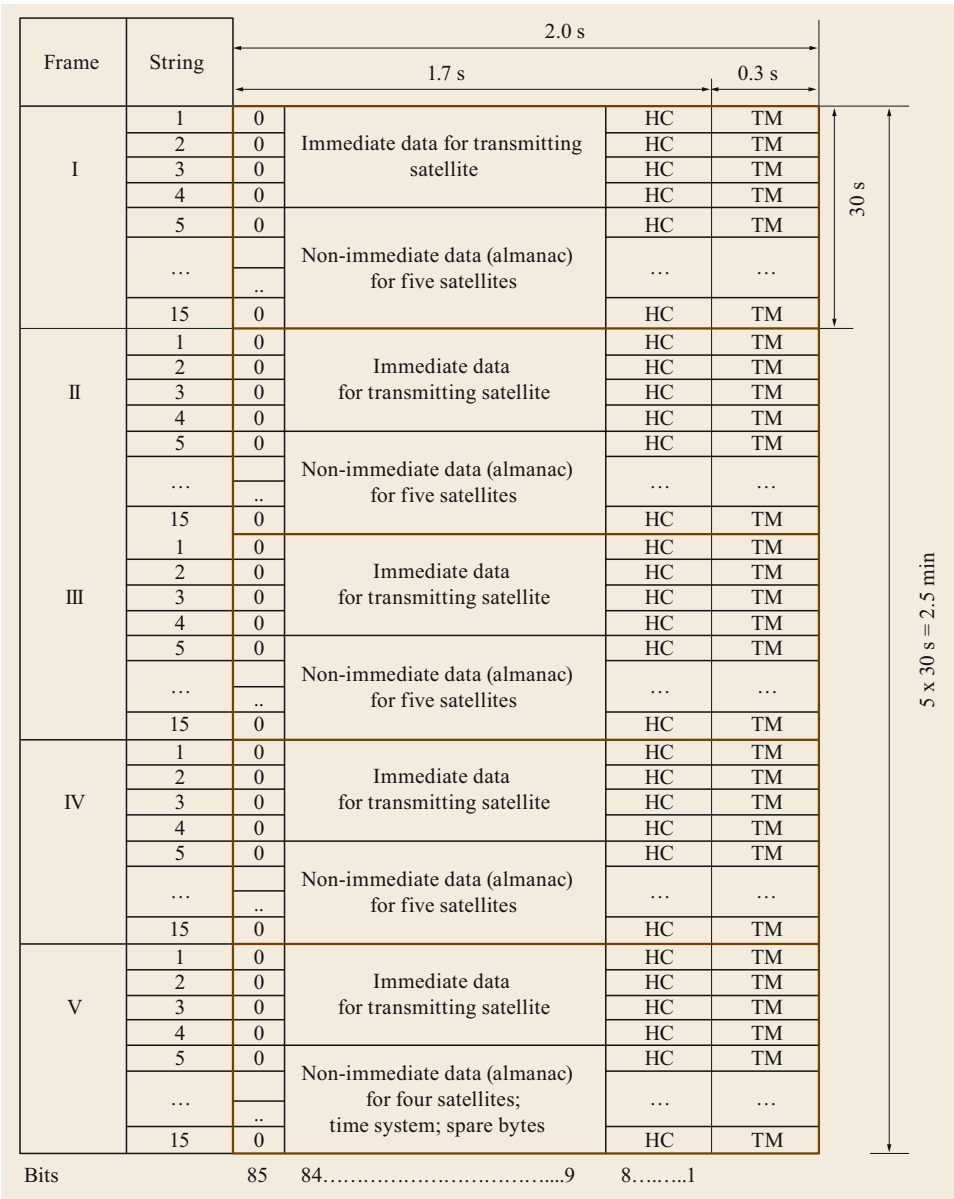 Frame String 2.0 s
1.7 s 0.3 s
1 0 HC TM
2 0 Immediate data for transmitting HC TM
I 3 0 satellite HC TM
4 0 HC TM
30 s
5 0 HC TM
Non-immediate data (almanac)
… .. for five satellites … …
15 0 HC TM
1 0 HC TM
2 0 Immediate data HC TM
II 3 0 for transmitting satellite HC TM
4 0 HC TM
5 0 HC TM
Non-immediate data (almanac)
… .. for five satellites … …
15 0 HC TM
1 0 HC TM
2 0 Immediate data HC TM
III 3 0 for transmitting satellite HC TM
4 0 HC TM
5 0 HC TM
5 x 30 s = 2.5 min
Non-immediate data (almanac)
… .. for five satellites … …
15 0 HC TM
1 0 HC TM
2 0 Immediate data HC TM
IV 3 0 for transmitting satellite HC TM
4 0 HC TM
5 0 HC TM
Non-immediate data (almanac)
… .. for five satellites … …
15 0 HC TM
1 0 HC TM
2 0 Immediate data HC TM
V 3 0 for transmitting satellite HC TM
4 0 HC TM
5 0 HC TM
Non-immediate data (almanac)
… .. for four satellites; … …
time system; spare bytes
15 0 HC TM
Bits 85 84…………………………....9 8….…..1